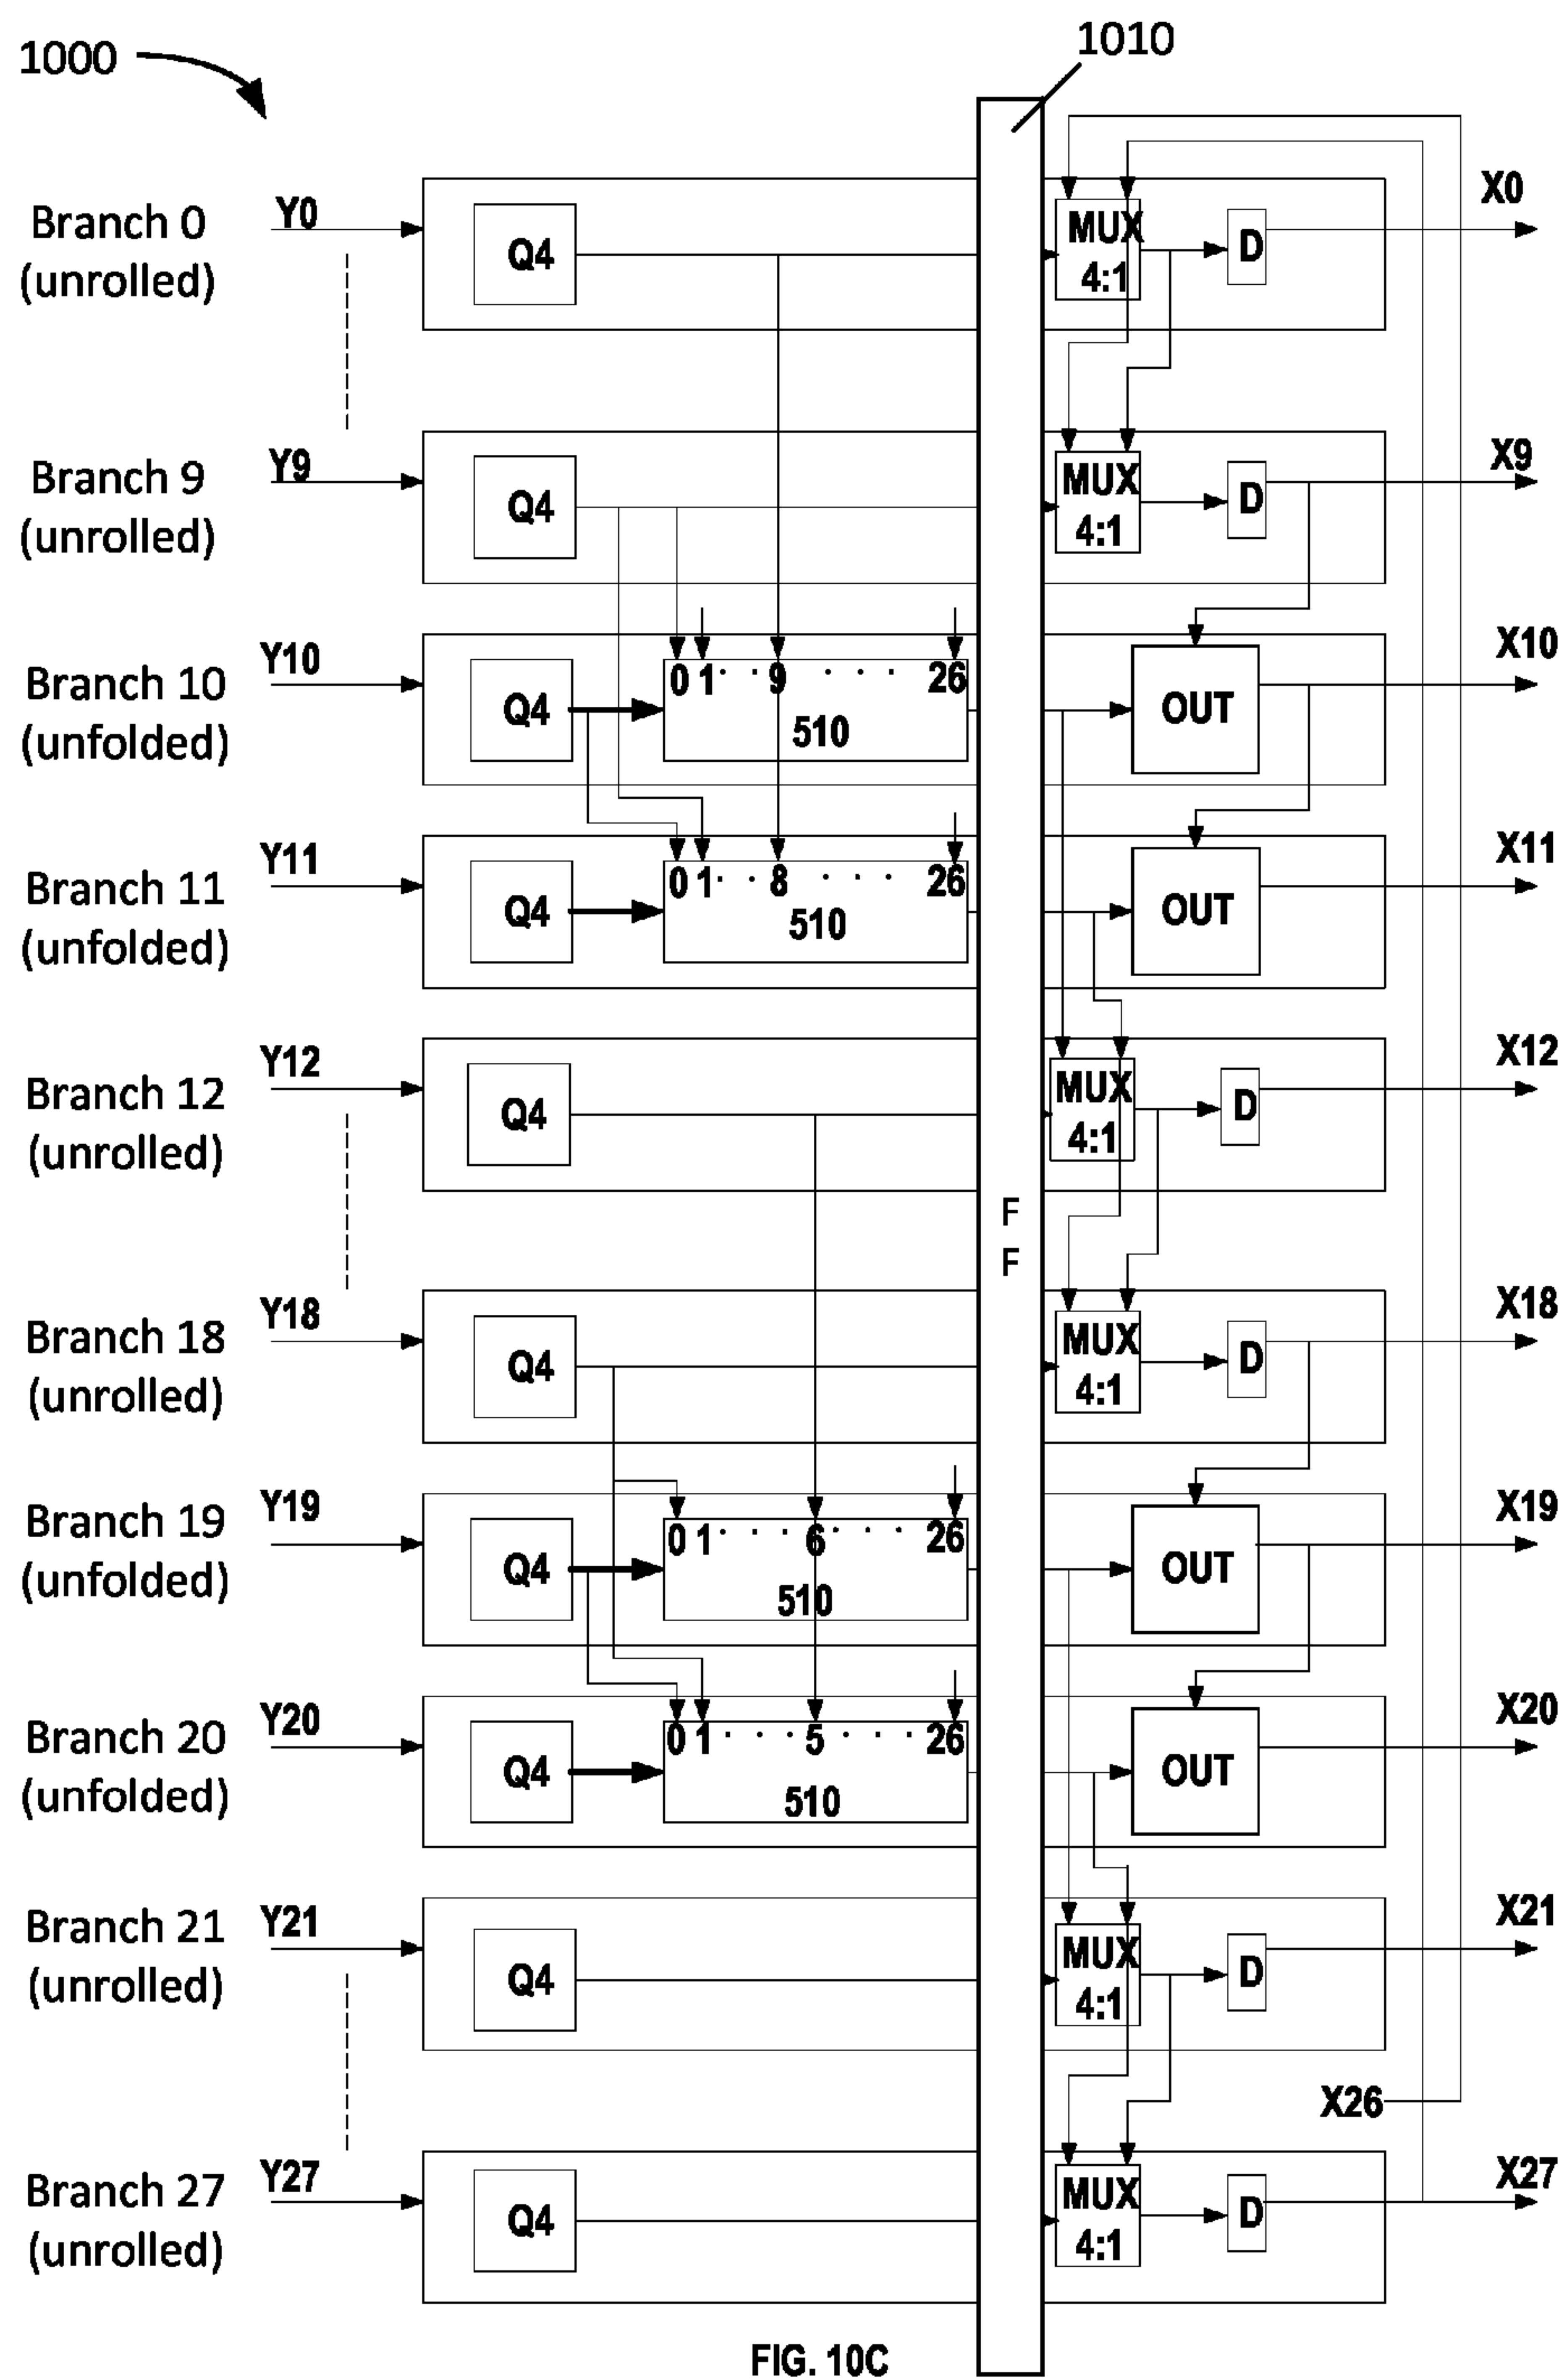 1000
1010
Branch 0
(unrolled)
Y0
Q4
MUX
4:1
D
X0
Branch 9
(unrolled)
Y9
Q4
MUX
4:1
D
X9
Branch 10
(unfolded)
Y10
Q4
0 1 · · 9 · · · 26
510
OUT
X10
Branch 11
(unfolded)
Y11
Q4
0 1 · · 8 · · · 26
510
OUT
X11
Branch 12
(unrolled)
Y12
Q4
MUX
4:1
D
X12
F
F
Branch 18
(unrolled)
Y18
Q4
MUX
4:1
D
X18
Branch 19
(unfolded)
Y19
Q4
0 1 · · · 6 · · · 26
510
OUT
X19
Branch 20
(unfolded)
Y20
Q4
0 1 · · · 5 · · · 26
510
OUT
X20
Branch 21
(unrolled)
Y21
Q4
MUX
4:1
D
X21
X26
Branch 27
(unrolled)
Y27
Q4
MUX
4:1
D
X27
FIG. 10C